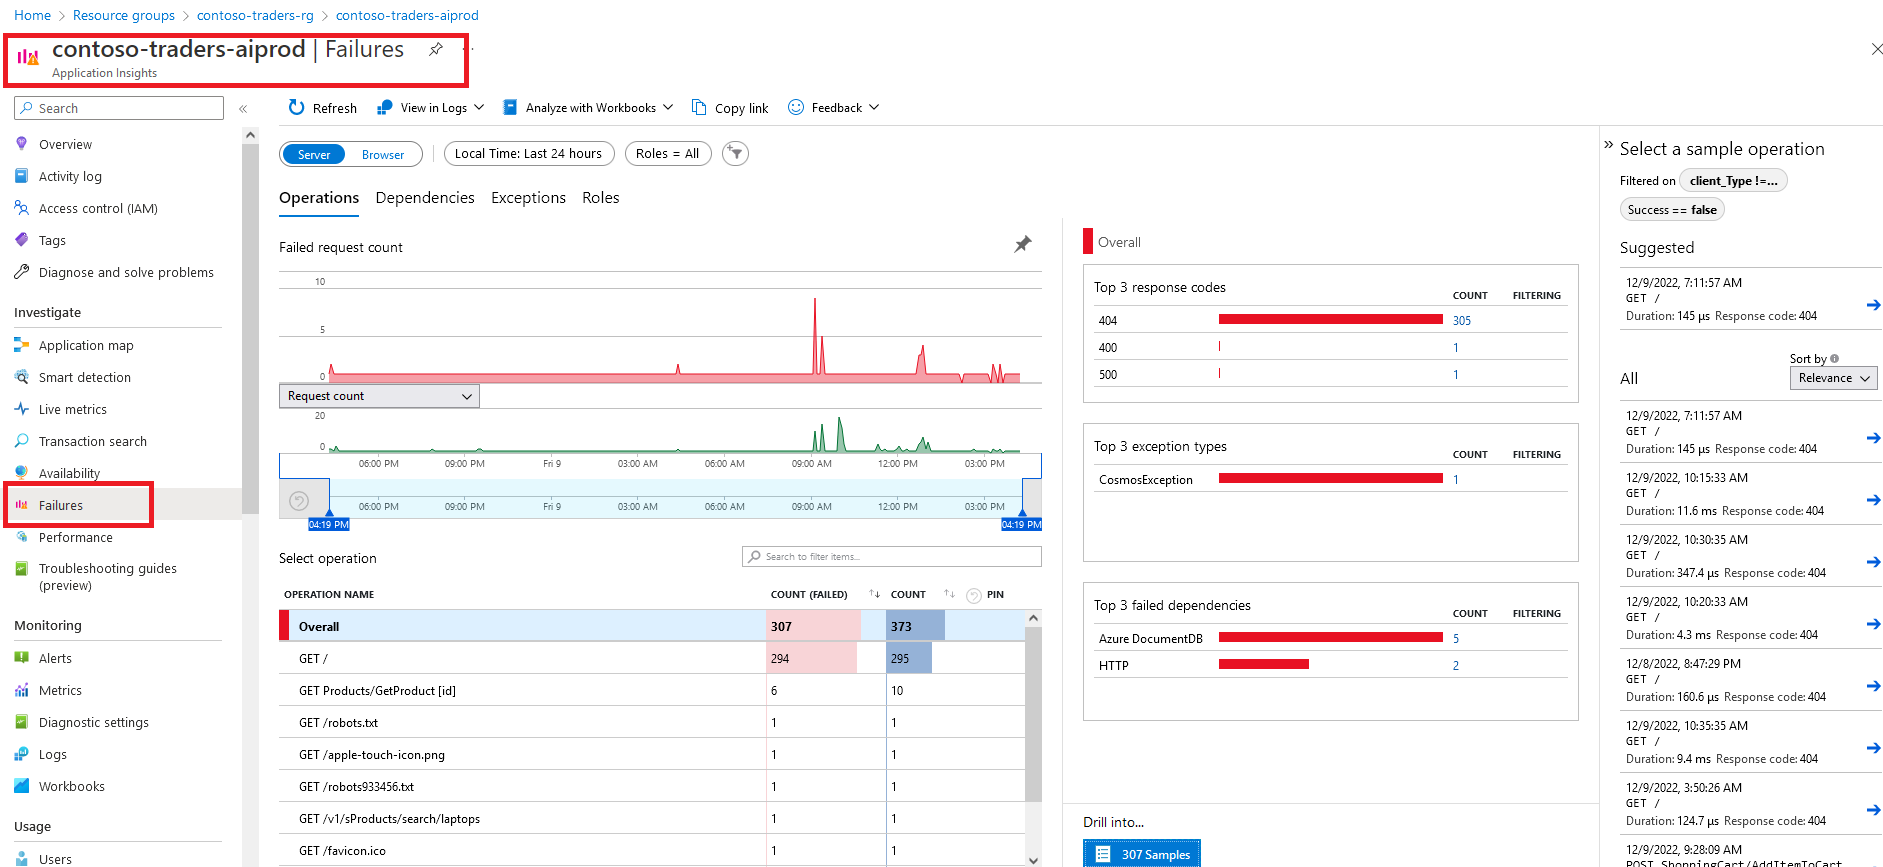 Home > Resource groups > contoso-traders-rg > contoso-traders-aiprod
contoso-traders-aiprod | Failures
Application Insights
Search
Overview
Activity log
Access control (IAM)
Tags
Diagnose and solve problems
Investigate
Application map
Smart detection
Live metrics
Transaction search
Availability
Failures
Performance
Troubleshooting guides
(preview)
Monitoring
Alerts
Metrics
Diagnostic settings
Logs
Workbooks
Usage
Users
Refresh View in Logs Analyze with Workbooks Copy link Feedback
Server Browser Local Time: Last 24 hours Roles = All
Operations Dependencies Exceptions Roles
Failed request count
10
5
0
Request count
20
0
06:00 PM 09:00 PM Fri 9 03:00 AM 06:00 AM 09:00 AM 12:00 PM 03:00 PM
06:00 PM 09:00 PM Fri 9 03:00 AM 06:00 AM 09:00 AM 12:00 PM 03:00 PM
04:19 PM 04:19 PM
Select operation Search to filter items...
OPERATION NAME COUNT (FAILED) COUNT PIN
Overall 307 373
GET / 294 295
GET Products/GetProduct [id] 6 10
GET /robots.txt 1 1
GET /apple-touch-icon.png 1 1
GET /robots933456.txt 1 1
GET /v1/sProducts/search/laptops 1 1
GET /favicon.ico 1 1
Overall
Top 3 response codes COUNT FILTERING
404 305
400 1
500 1
Top 3 exception types COUNT FILTERING
CosmosException 1
Top 3 failed dependencies COUNT FILTERING
Azure DocumentDB 5
HTTP 2
Drill into...
307 Samples
Select a sample operation
Filtered on client_Type !=...
Success == false
Suggested
12/9/2022, 7:11:57 AM
GET /
Duration: 145 µs Response code: 404
Sort by
All Relevance
12/9/2022, 7:11:57 AM
GET /
Duration: 145 µs Response code: 404
12/9/2022, 10:15:33 AM
GET /
Duration: 11.6 ms Response code: 404
12/9/2022, 10:30:35 AM
GET /
Duration: 347.4 µs Response code: 404
12/9/2022, 10:20:33 AM
GET /
Duration: 4.3 ms Response code: 404
12/8/2022, 8:47:29 PM
GET /
Duration: 160.6 µs Response code: 404
12/9/2022, 10:35:35 AM
GET /
Duration: 9.4 ms Response code: 404
12/9/2022, 3:50:26 AM
GET /
Duration: 124.7 µs Response code: 404
12/9/2022, 9:28:09 AM
POST ShoppingCart/AddItemToCart